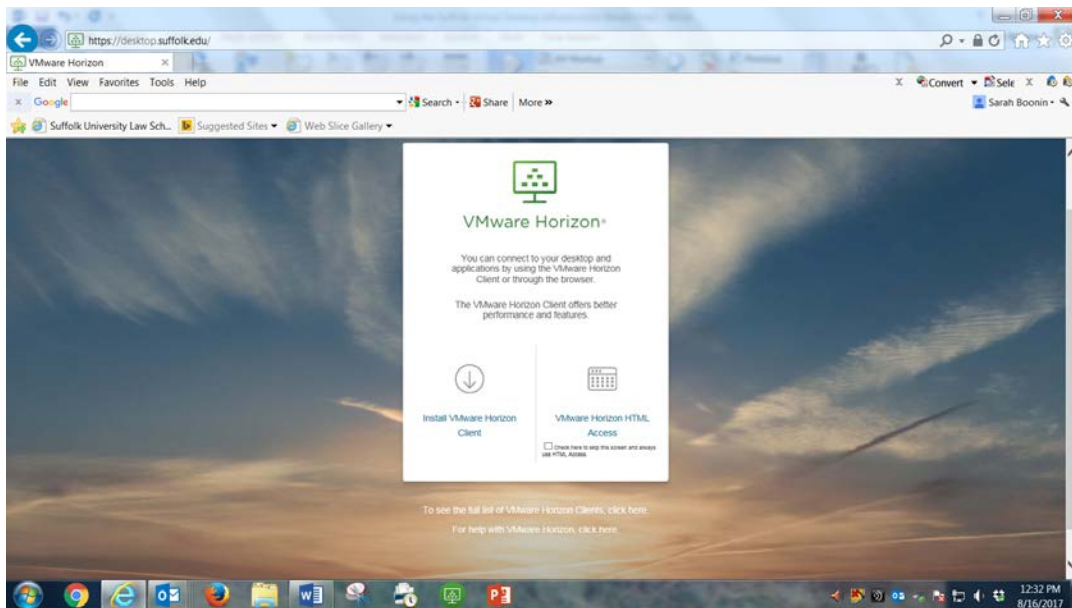 https://desktop.suffolk.edu/
VMware Horizon
File Edit View Favorites Tools Help
Convert Sele
Google Search Share More »
Sarah Boonin
Suffolk University Law Sch... Suggested Sites Web Slice Gallery
VMware Horizon®
You can connect to your desktop and
applications by using the VMware Horizon
Client or through the browser.
The VMware Horizon Client offers better
performance and features.
Install VMware Horizon
Client
VMware Horizon HTML
Access
Check here to skip this screen and always
use HTML Access.
To see the full list of VMware Horizon Clients, click here.
For help with VMware Horizon, click here.
12:32 PM
8/16/2017